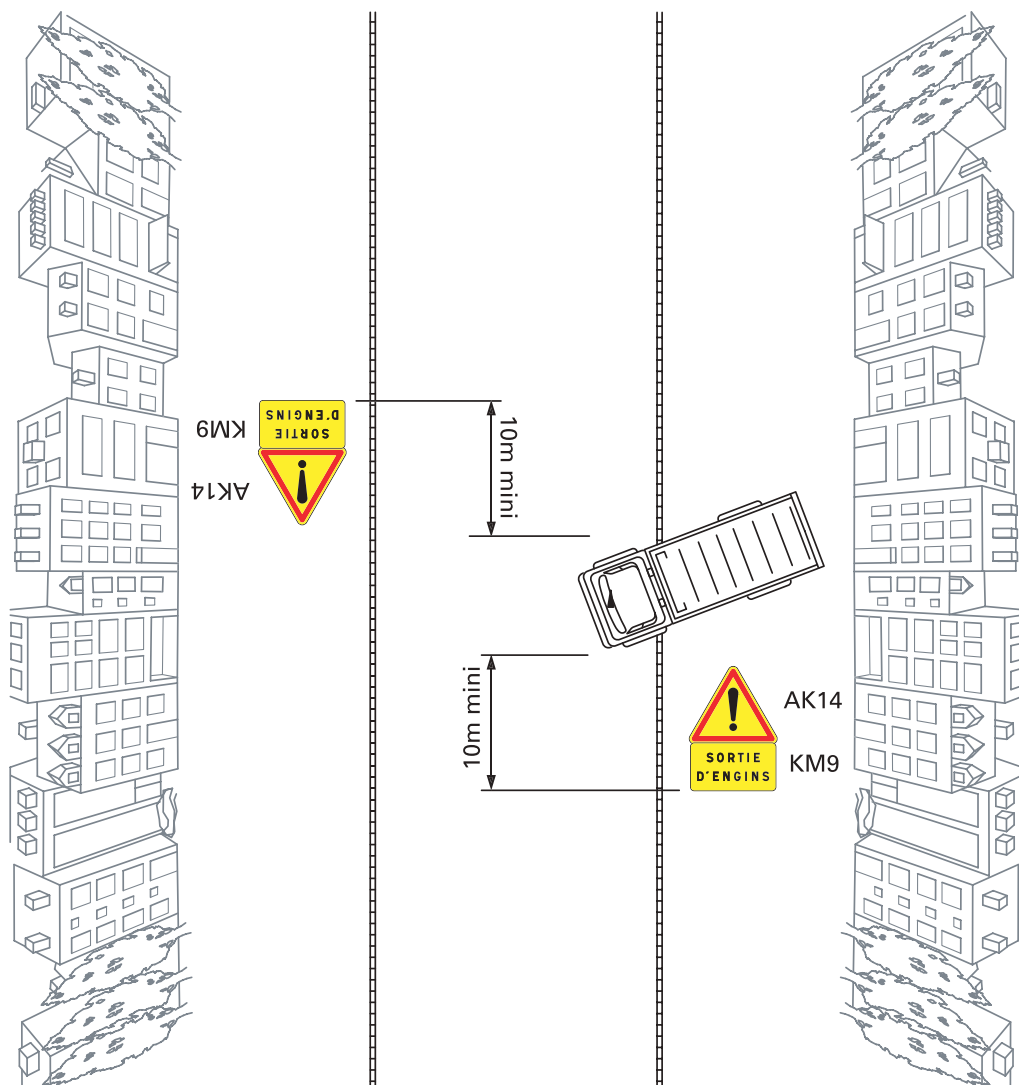 KM9
SORTIE
D'ENGINS
AK14
10m mini
10m mini
AK14
SORTIE
D'ENGINS
KM9